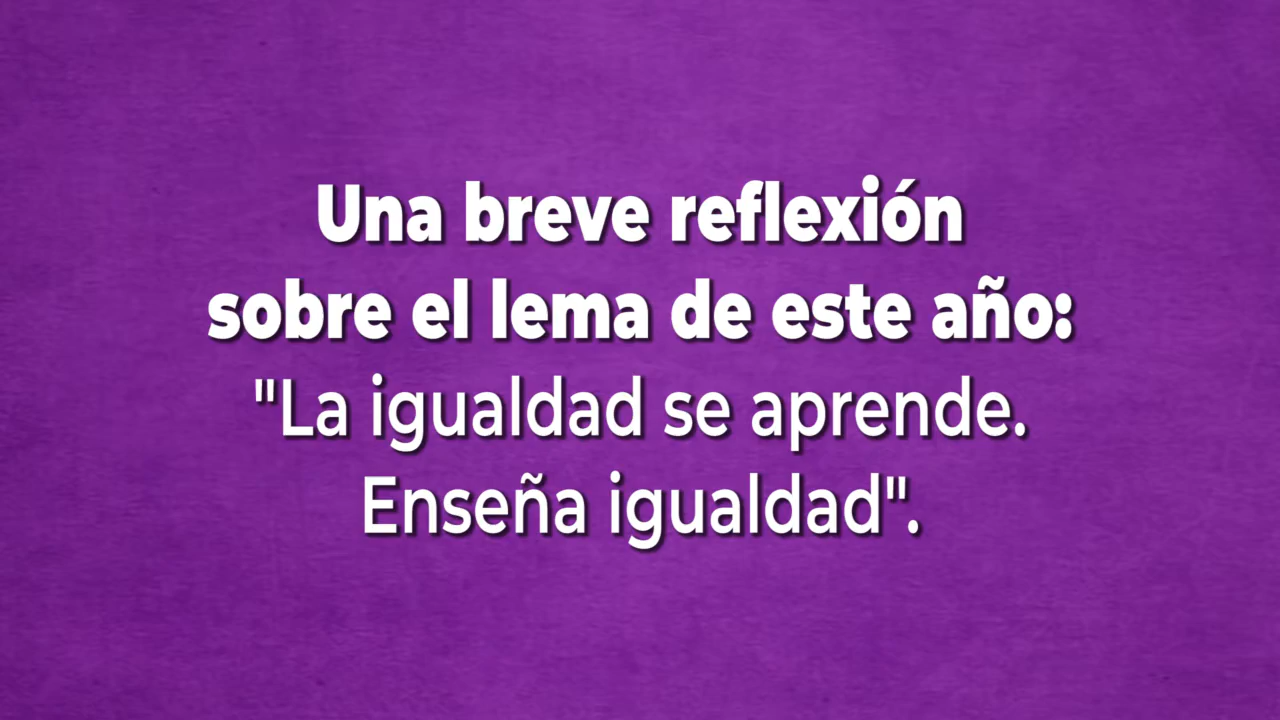 Una breve reflexión
sobre el lema de este año:
"La igualdad se aprende.
Enseña igualdad".